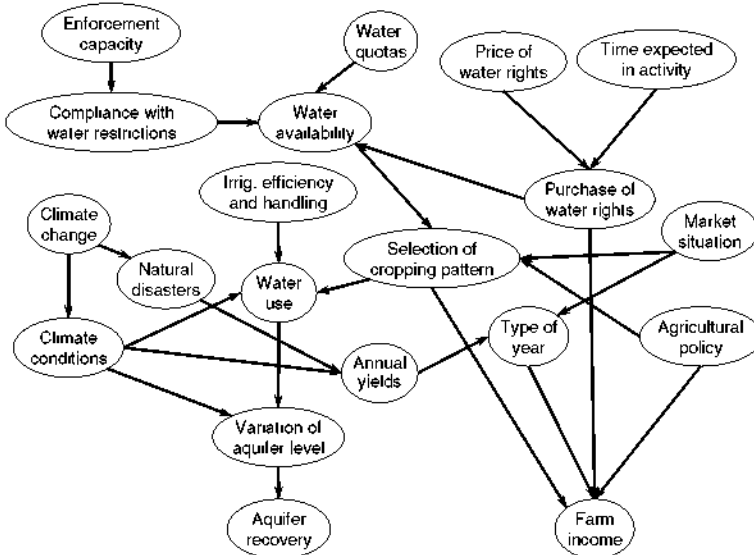 Enforcement
capacity
Water
quotas
Price of
water rights
Time expected
in activity
Compliance with
water restrictions
Water
availability
Irrig. efficiency
and handling
Purchase of
water rights
Climate
change
Market
situation
Natural
disasters
Water
use
Selection of
cropping pattern
Climate
conditions
Type of
year
Agricultural
policy
Annual
yields
Variation of
aquifer level
Aquifer
recovery
Farm
income